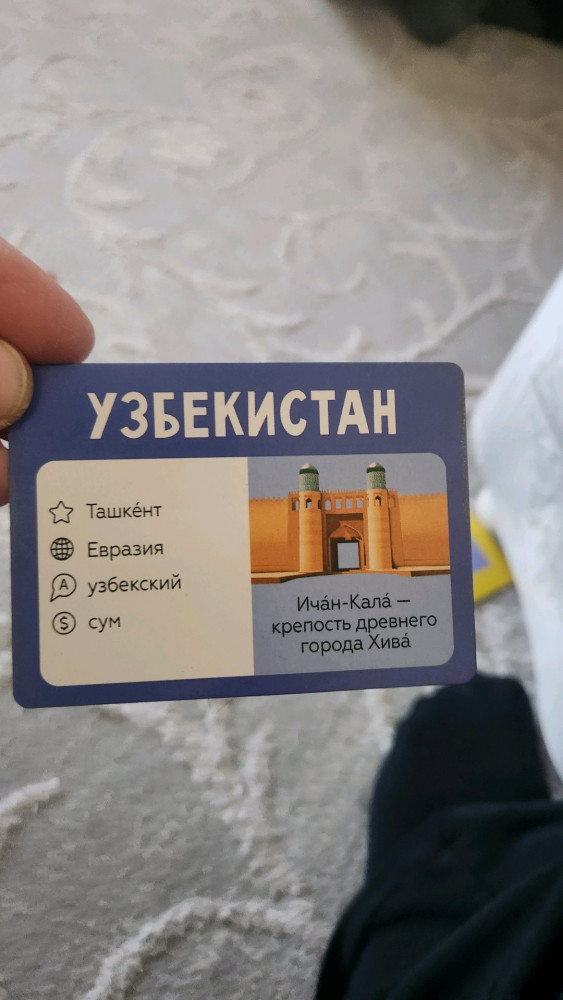 УЗБЕКИСТАН
Ташке́нт
Евразия
A узбекский
$ сум
Ича́н-Кала́ —
крепость древнего
города Хива́